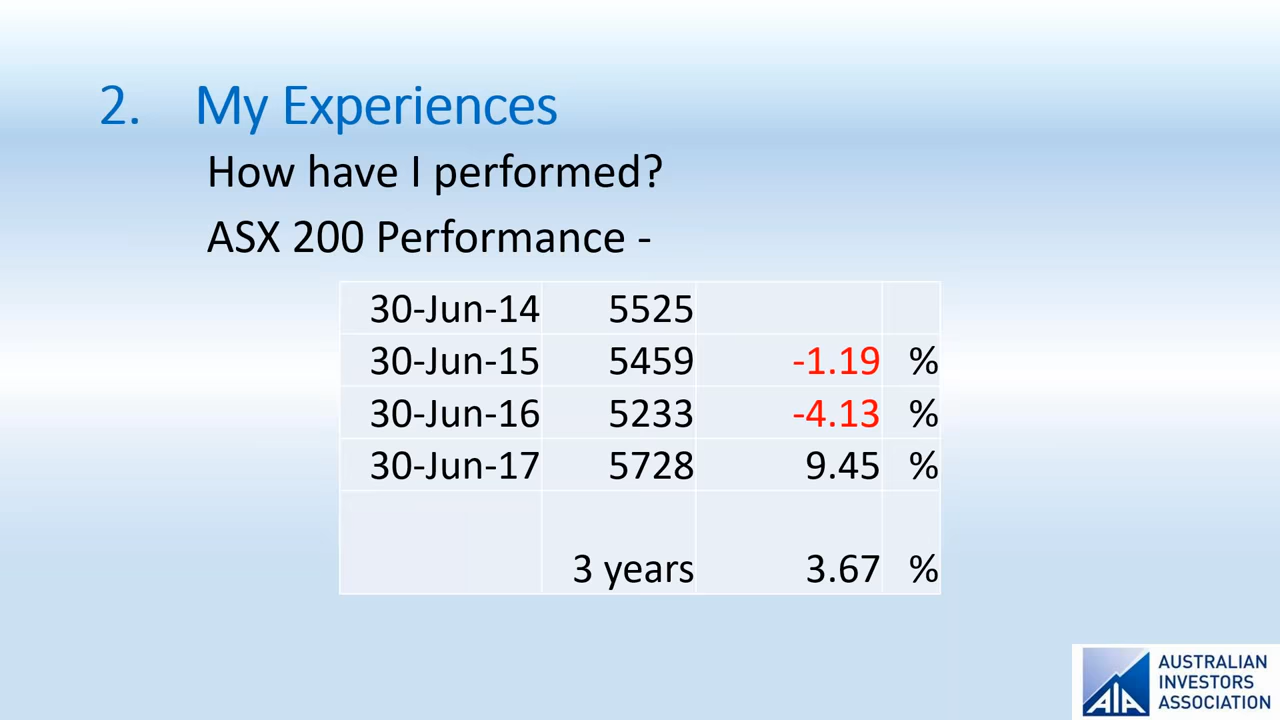 2. My Experiences
How have I performed?
ASX 200 Performance -
30-Jun-14 5525
30-Jun-15 5459 -1.19 %
30-Jun-16 5233 -4.13 %
30-Jun-17 5728 9.45 %
3 years 3.67 %
AIA
AUSTRALIAN
INVESTORS
ASSOCIATION